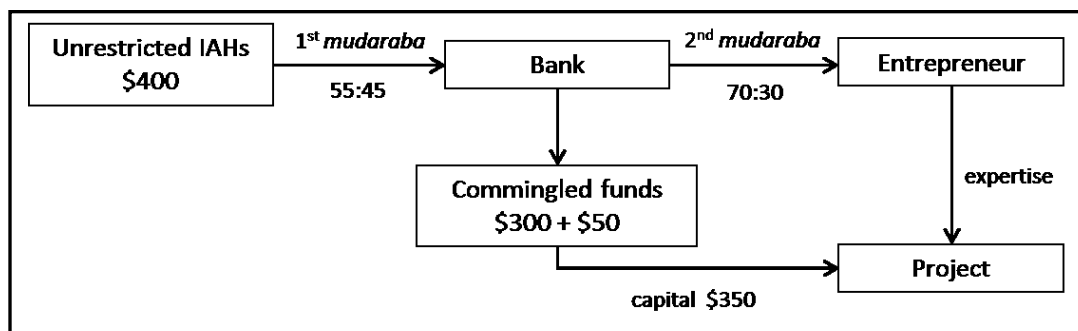 Unrestricted IAHs
$400
1st mudaraba
55:45
Bank
2nd mudaraba
70:30
Entrepreneur
Commingled funds
$300 + $50
expertise
Project
capital $350